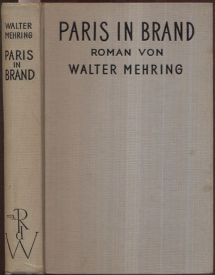 WALTER
MEHRING
PARIS
IN
BRAND
PARIS IN BRAND
ROMAN VON
WALTER MEHRING